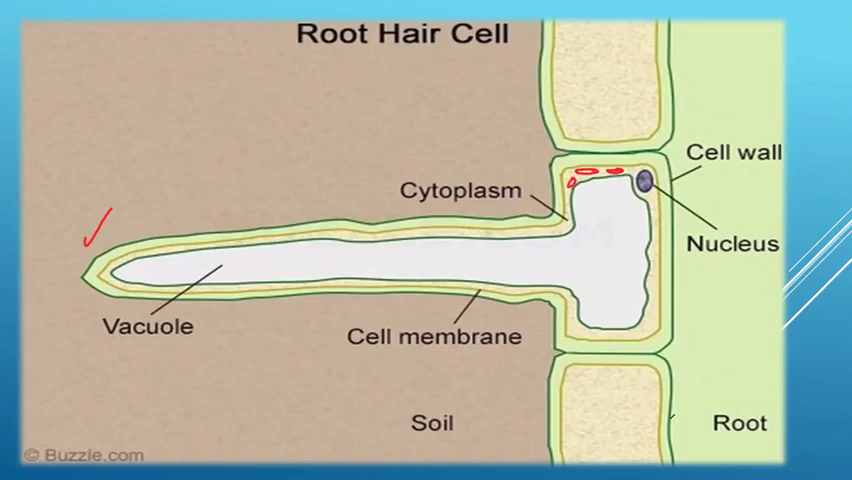 Root Hair Cell
Cell wall
Cytoplasm
Nucleus
Vacuole
Cell membrane
Soil
Root
© Buzzle.com